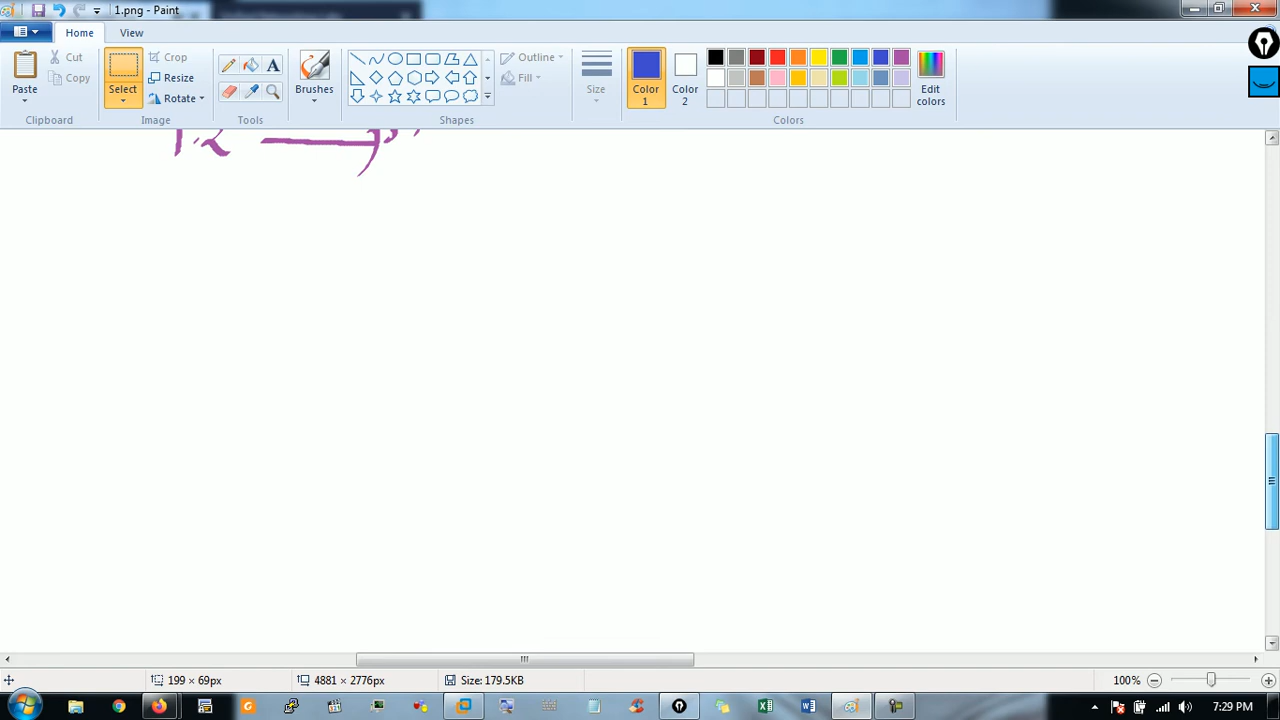 1.png - Paint
Home
View
Paste
Cut
Copy
Clipboard
Select
Crop
Resize
Rotate
Image
Tools
Brushes
Shapes
Outline
Fill
Size
Color
1
Color
2
Edit
colors
Colors
1.2
199 × 69px
4881 × 2776px
Size: 179.5KB
100%
7:29 PM